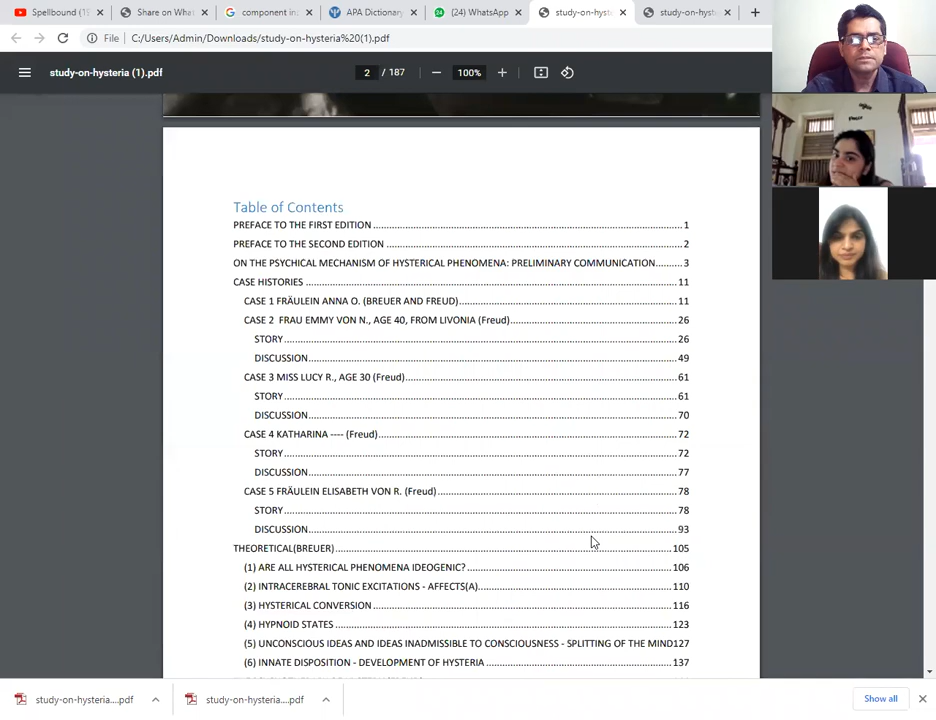 Spellbound (19
Share on What
component in
APA Dictionary
24
(24) WhatsApp
study-on-hyste
study-on-hyste
File
C:/Users/Admin/Downloads/study-on-hysteria%20(1).pdf
study-on-hysteria (1).pdf
2 / 187
100%
Table of Contents
PREFACE TO THE FIRST EDITION 1
PREFACE TO THE SECOND EDITION 2
ON THE PSYCHICAL MECHANISM OF HYSTERICAL PHENOMENA: PRELIMINARY COMMUNICATION 3
CASE HISTORIES 11
CASE 1 FRÄULEIN ANNA O. (BREUER AND FREUD) 11
CASE 2 FRAU EMMY VON N., AGE 40, FROM LIVONIA (Freud) 26
STORY 26
DISCUSSION 49
CASE 3 MISS LUCY R., AGE 30 (Freud) 61
STORY 61
DISCUSSION 70
CASE 4 KATHARINA ---- (Freud) 72
STORY 72
DISCUSSION 77
CASE 5 FRÄULEIN ELISABETH VON R. (Freud) 78
STORY 78
DISCUSSION 93
THEORETICAL(BREUER) 105
(1) ARE ALL HYSTERICAL PHENOMENA IDEOGENIC? 106
(2) INTRACEREBRAL TONIC EXCITATIONS - AFFECTS(A) 110
(3) HYSTERICAL CONVERSION 116
(4) HYPNOID STATES 123
(5) UNCONSCIOUS IDEAS AND IDEAS INADMISSIBLE TO CONSCIOUSNESS - SPLITTING OF THE MIND127
(6) INNATE DISPOSITION - DEVELOPMENT OF HYSTERIA 137
study-on-hysteria....pdf
study-on-hysteria....pdf
Show all